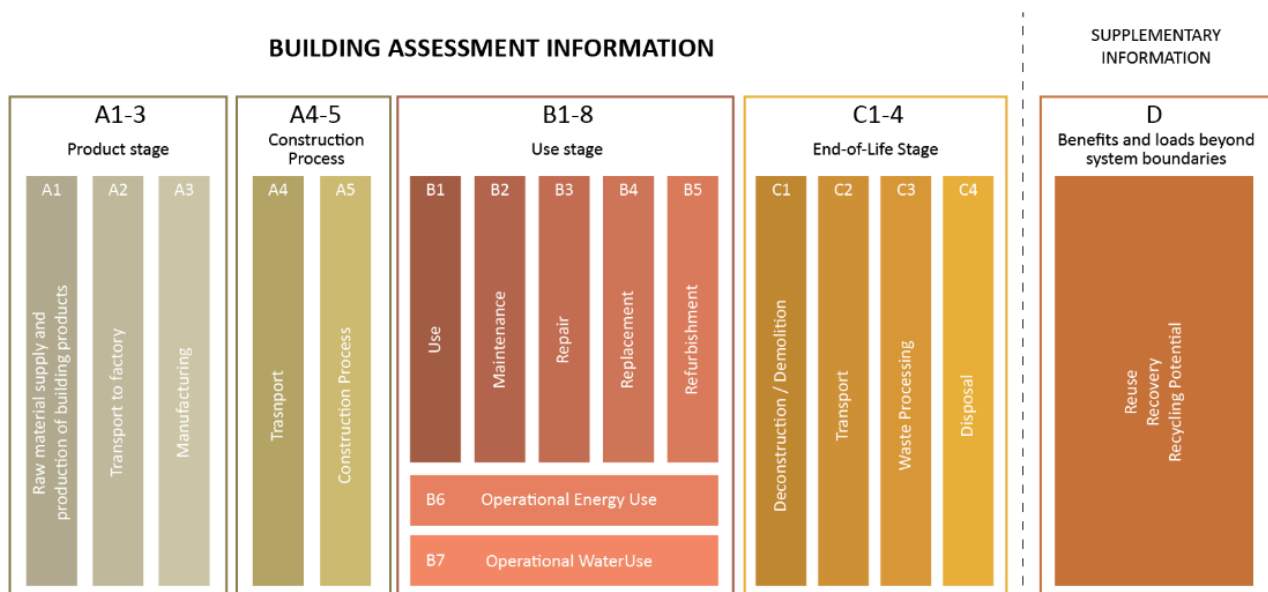 BUILDING ASSESSMENT INFORMATION
SUPPLEMENTARY
INFORMATION
A1-3
Product stage
A1
Raw material supply and
production of building products
A2
Transport to factory
A3
Manufacturing
A4-5
Construction
Process
A4
Trasnport
A5
Construction Process
B1-8
Use stage
B1
Use
B2
Maintenance
B3
Repair
B4
Replacement
B5
Refurbishment
B6 Operational Energy Use
B7 Operational WaterUse
C1-4
End-of-Life Stage
C1
Deconstruction / Demolition
C2
Transport
C3
Waste Processing
C4
Disposal
D
Benefits and loads beyond
system boundaries
Reuse
Recovery
Recycling Potential